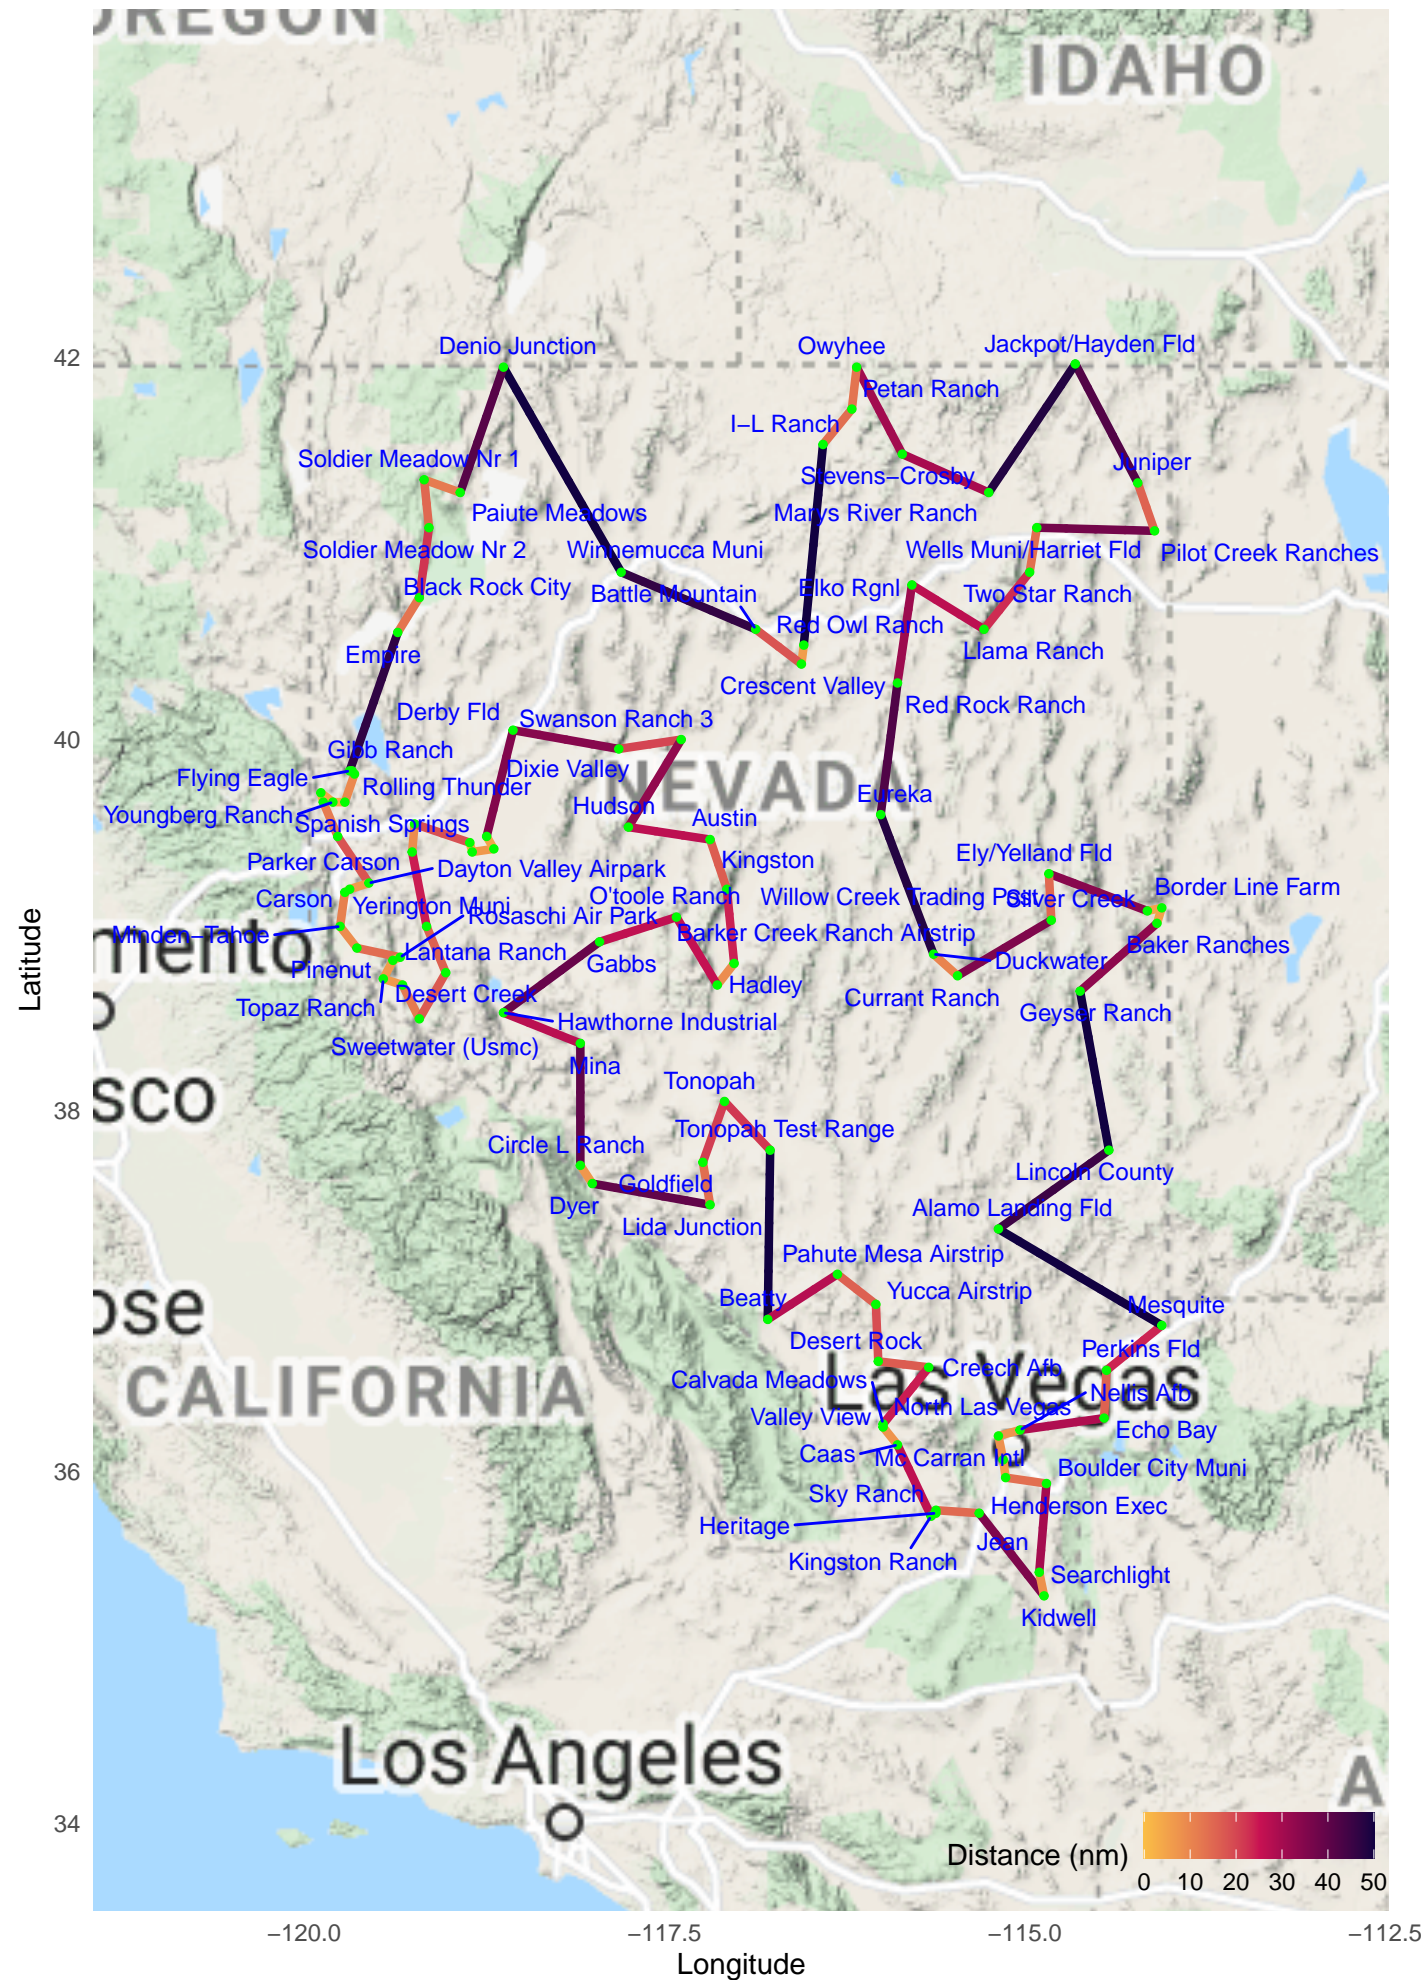 OREGON
IDAHO
42
Denio Junction
Owyhee
Jackpot/Hayden Fld
Petan Ranch
I−L Ranch
Soldier Meadow Nr 1
Stevens−Crosby
Juniper
Paiute Meadows
Marys River Ranch
Soldier Meadow Nr 2
Winnemucca Muni
Wells Muni/Harriet Fld
Pilot Creek Ranches
Black Rock City
Battle Mountain
Elko Rgnl
Two Star Ranch
Red Owl Ranch
Empire
Llama Ranch
Crescent Valley
Red Rock Ranch
Derby Fld
Swanson Ranch 3
40
Gibb Ranch
Flying Eagle
Dixie Valley
NEVADA
Rolling Thunder
Eureka
Youngberg Ranch
Hudson
Spanish Springs
Austin
Ely/Yelland Fld
Parker Carson
Dayton Valley Airpark
Kingston
Carson
Yerington Muni
O'toole Ranch
Willow Creek Trading Post
Silver Creek
Border Line Farm
Rosaschi Air Park
Minden−Tahoe
mento
Barker Creek Ranch Airstrip
Baker Ranches
Lantana Ranch
Gabbs
Duckwater
Pinenut
Hadley
Desert Creek
Currant Ranch
Topaz Ranch
Hawthorne Industrial
Geyser Ranch
Sweetwater (Usmc)
Mina
Latitude
sco
Tonopah
38
Tonopah Test Range
Circle L Ranch
Lincoln County
Goldfield
Dyer
Alamo Landing Fld
Lida Junction
Pahute Mesa Airstrip
Yucca Airstrip
Beatty
Mesquite
ose
Desert Rock
Perkins Fld
Creech Afb
Las Vegas
CALIFORNIA
Calvada Meadows
Nellis Afb
North Las Vegas
Valley View
Echo Bay
Caas
Mc Carran Intl
Boulder City Muni
36
Sky Ranch
Henderson Exec
Heritage
Jean
Kingston Ranch
Searchlight
Kidwell
Los Angeles
A
34
Distance (nm)
0 10 20 30 40 50
−120.0 −117.5 −115.0 −112.5
Longitude